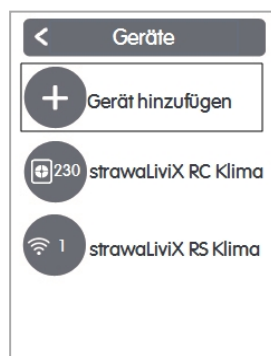 Geräte
Gerät hinzufügen
230 strawaLiviX RC Klima
1 strawaLiviX RS Klima